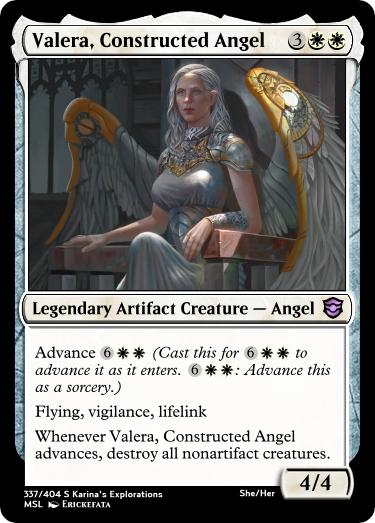 Valera, Constructed Angel 3
Legendary Artifact Creature — Angel
Advance 6 (Cast this for 6 to
advance it as it enters. 6 : Advance this
as a sorcery.)
Flying, vigilance, lifelink
Whenever Valera, Constructed Angel
advances, destroy all nonartifact creatures.
4/4
337/404 S Karina's Explorations She/Her
MSL Erickefata